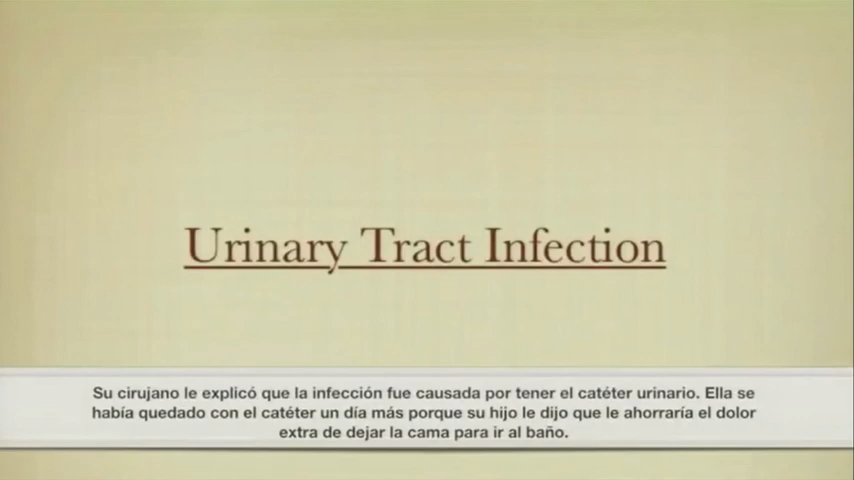 Urinary Tract Infection
Su cirujano le explicó que la infección fue causada por tener el catéter urinario. Ella se
había quedado con el catéter un día más porque su hijo le dijo que le ahorraría el dolor
extra de dejar la cama para ir al baño.